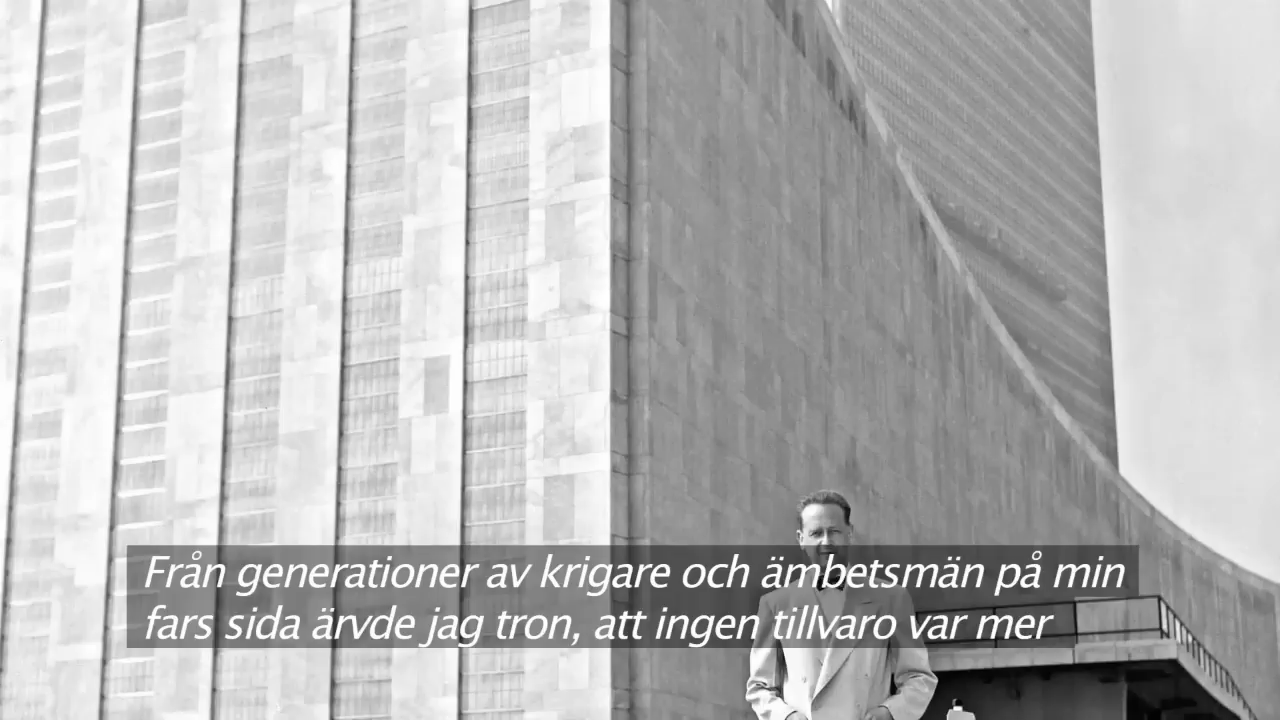 Från generationer av krigare och ämbetsmän på min
fars sida ärvde jag tron, att ingen tillvaro var mer